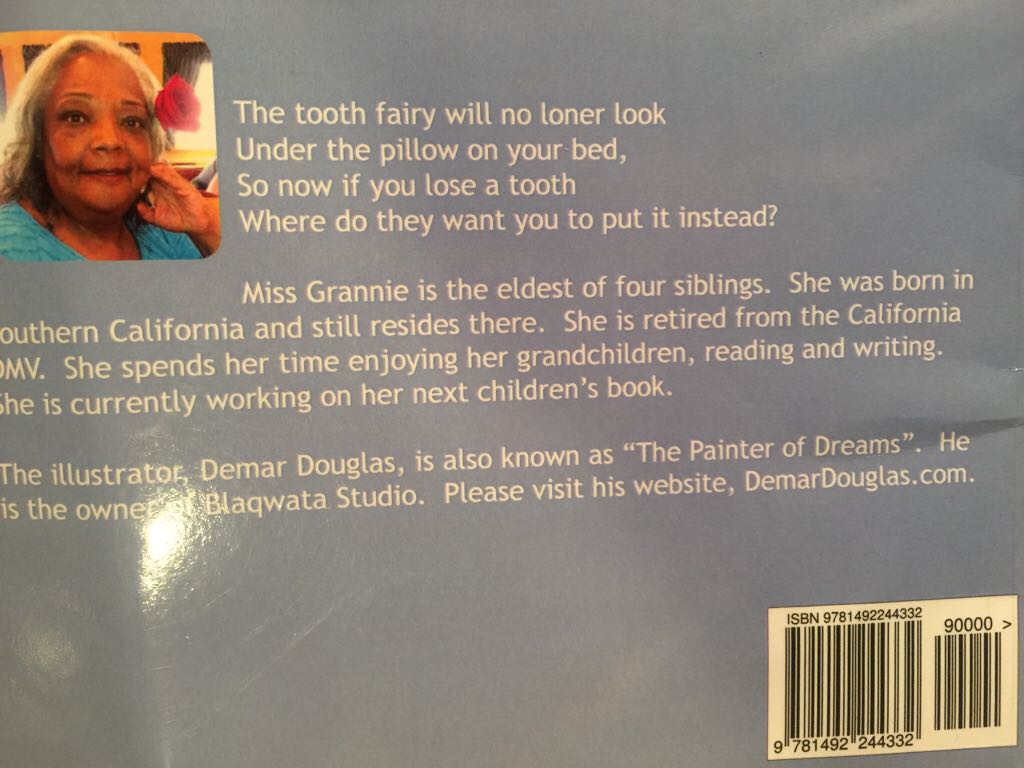 The tooth fairy will no loner look
Under the pillow on your bed,
So now if you lose a tooth
Where do they want you to put it instead?
Miss Grannie is the eldest of four siblings. She was born in
outhern California and still resides there. She is retired from the California
DMV. She spends her time enjoying her grandchildren, reading and writing.
She is currently working on her next children's book.
The illustrator, Demar Douglas, is also known as “The Painter of Dreams”. He
is the owner of Blaqwata Studio. Please visit his website, DemarDouglas.com.
ISBN 9781492244332
90000 >
9 781492 244332